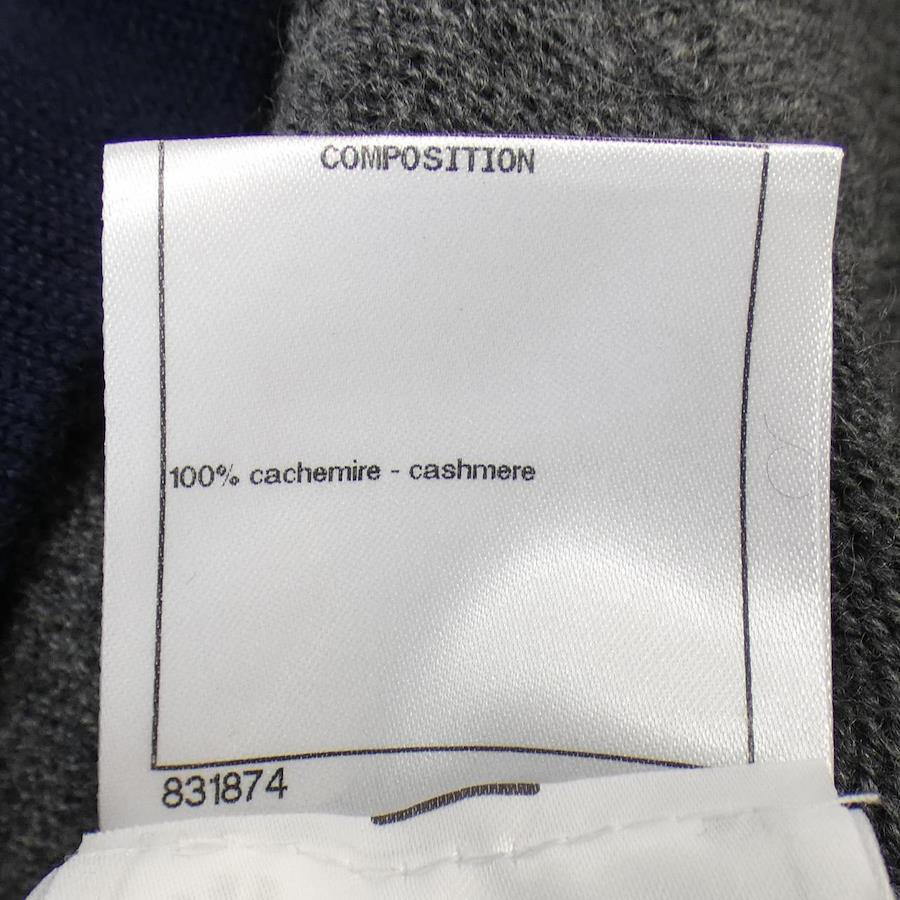 COMPOSITION
100% cachemire - cashmere
831874